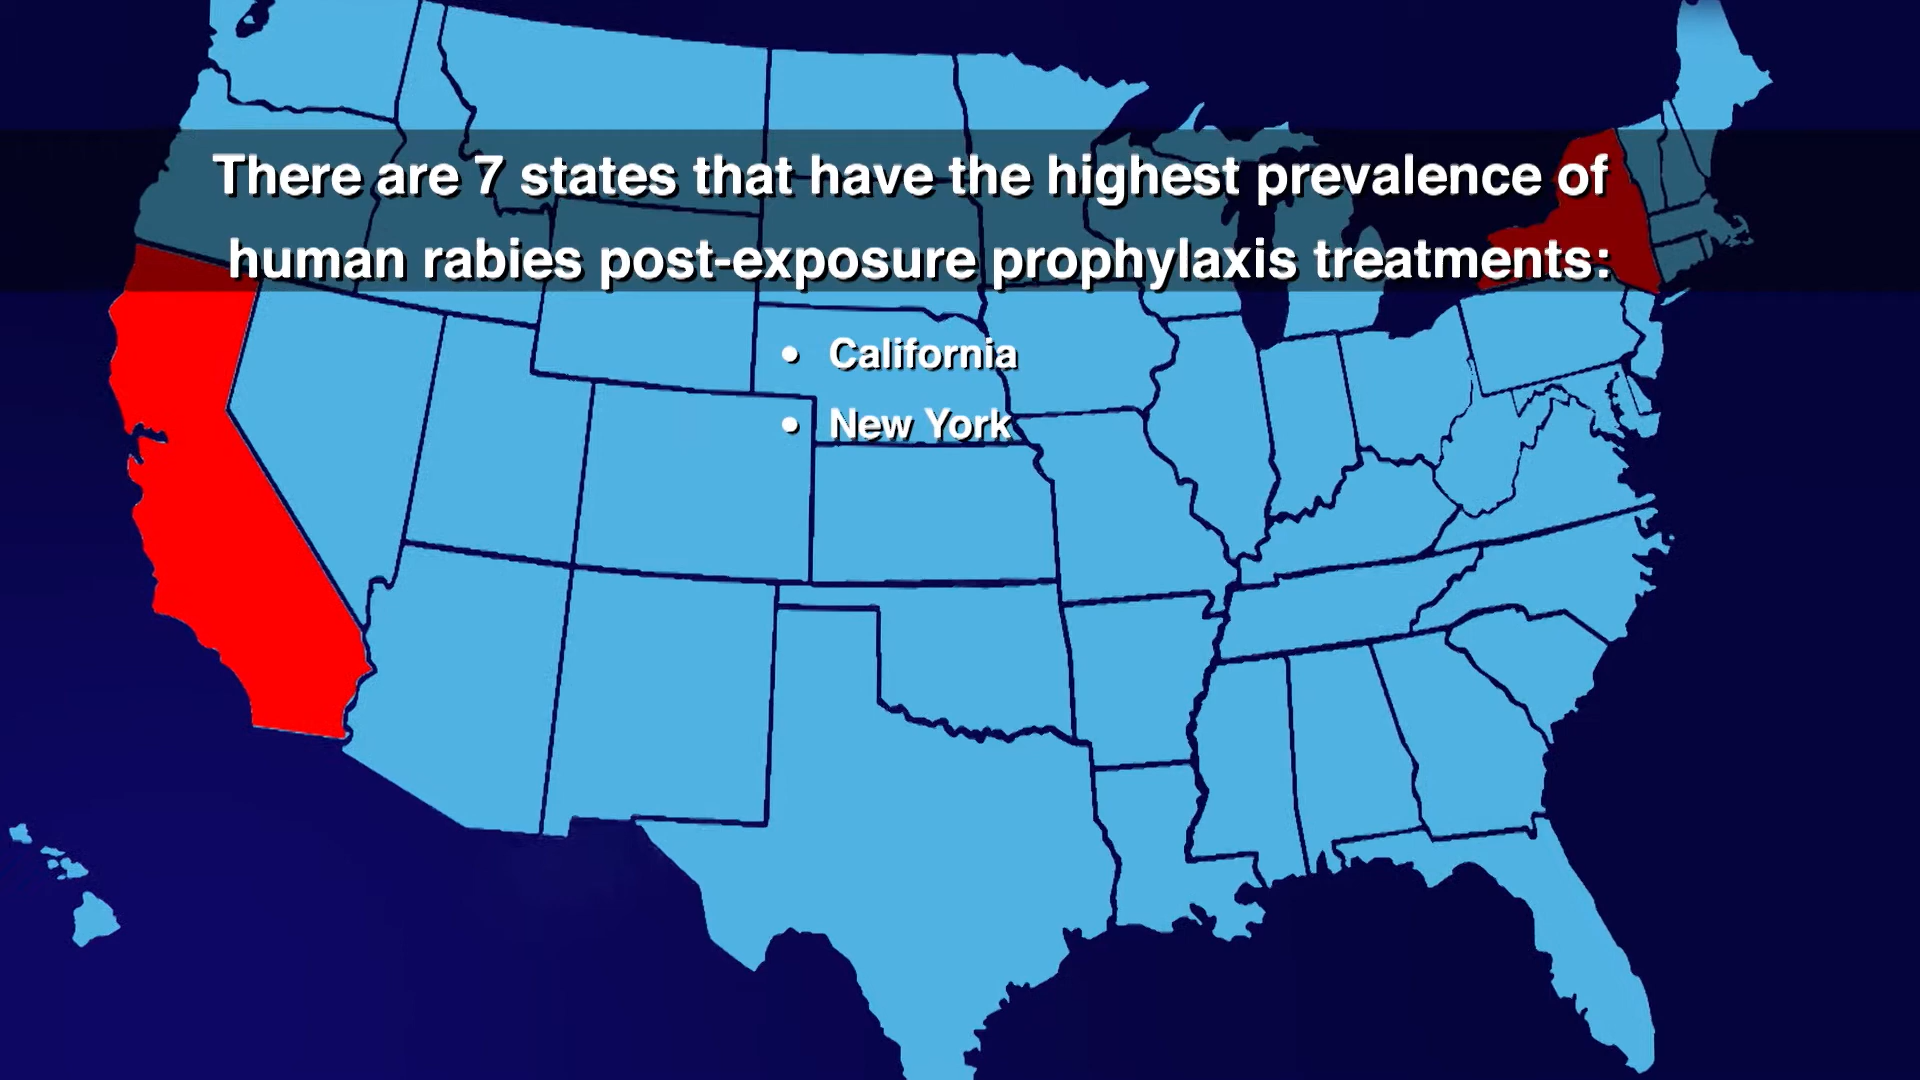 There are 7 states that have the highest prevalence of
human rabies post-exposure prophylaxis treatments:
• California
• New York